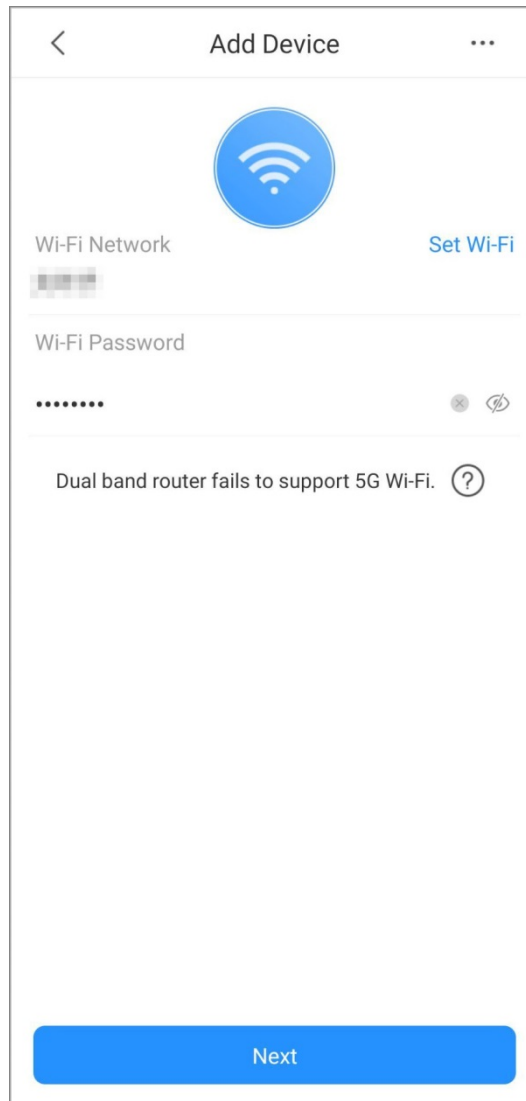 Add Device
Wi-Fi Network
Set Wi-Fi
Wi-Fi Password
••••••••
Dual band router fails to support 5G Wi-Fi. ?
Next